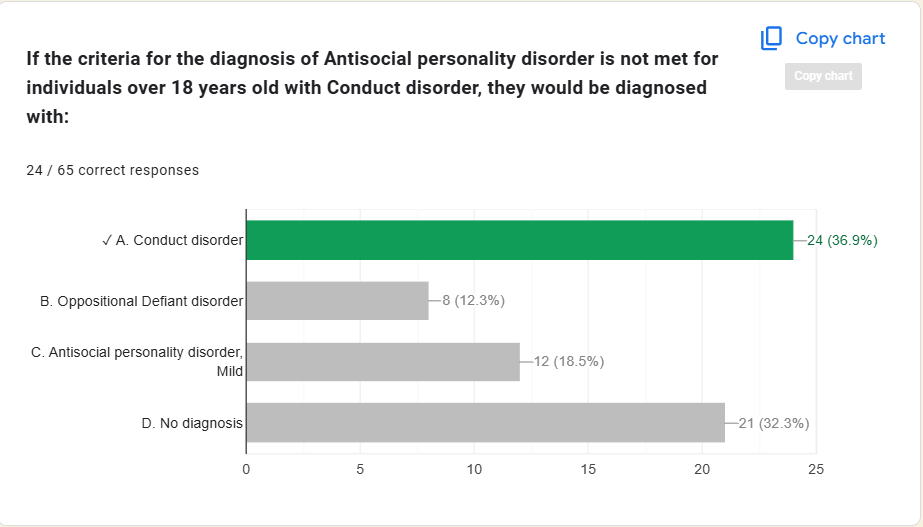 Copy chart
Copy chart
If the criteria for the diagnosis of Antisocial personality disorder is not met for
individuals over 18 years old with Conduct disorder, they would be diagnosed
with:
24 / 65 correct responses
✓ A. Conduct disorder
24 (36.9%)
B. Oppositional Defiant disorder
8 (12.3%)
C. Antisocial personality disorder,
Mild
12 (18.5%)
D. No diagnosis
21 (32.3%)
0 5 10 15 20 25